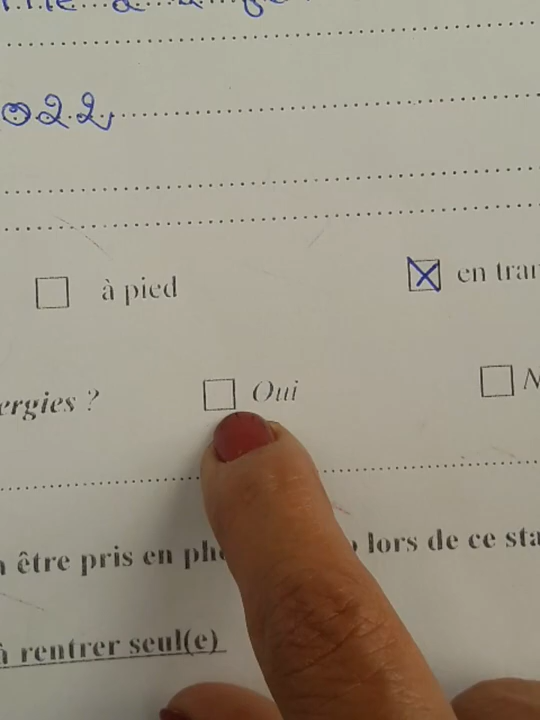 022
à pied en tran
ergies ? Oui N
être pris en ph lors de ce sta
à rentrer seul(e)